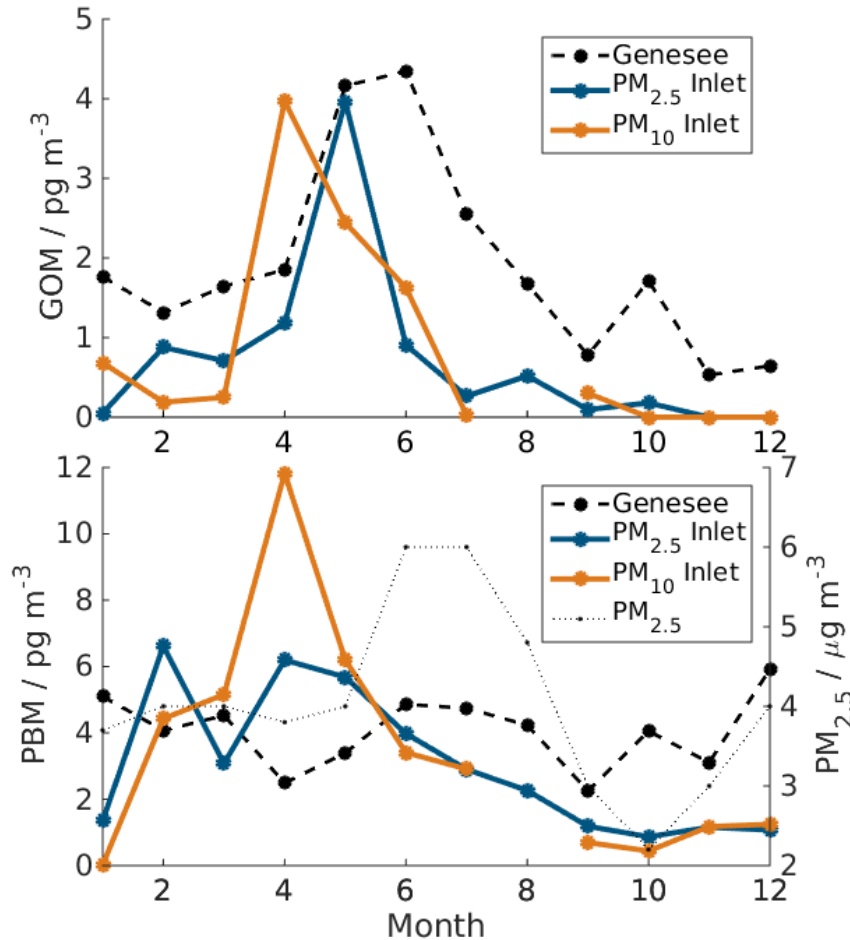 5
4
3
2
1
0
GOM / pg m⁻³
Genesee
PM₂.₅ Inlet
PM₁₀ Inlet
2 4 6 8 10 12
12
10
8
6
4
2
0
PBM / pg m⁻³
Genesee
PM₂.₅ Inlet
PM₁₀ Inlet
PM₂.₅
7
6
5
4
3
2
PM₂.₅ / μg m⁻³
2 4 6 8 10 12
Month